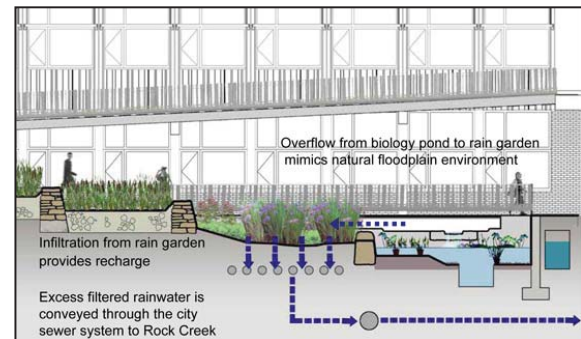 Overflow from biology pond to rain garden
mimics natural floodplain environment
Infiltration from rain garden
provides recharge
Excess filtered rainwater is
conveyed through the city
sewer system to Rock Creek